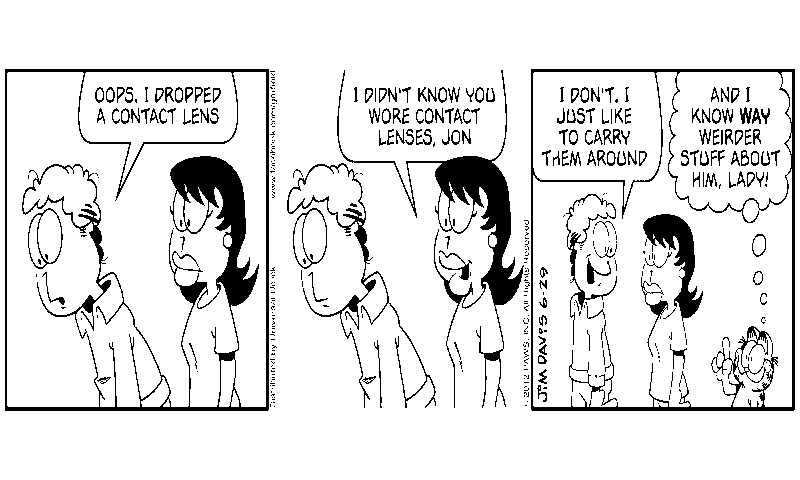 OOPS. I DROPPED
A CONTACT LENS
I DIDN'T KNOW YOU
WORE CONTACT
LENSES, JON
I DON'T. I
JUST LIKE
TO CARRY
THEM AROUND
AND I
KNOW WAY
WEIRDER
STUFF ABOUT
HIM, LADY!
© 2012 PAWS, INC. All Rights Reserved
JIM DAVIS 6-29